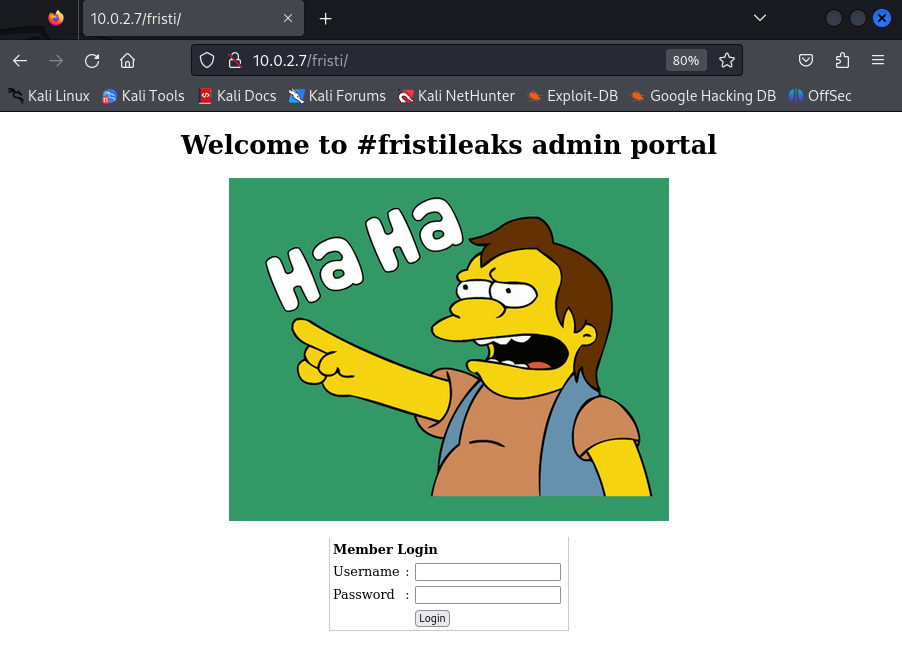 10.0.2.7/fristi/
10.0.2.7/fristi/ 80%
Kali Linux Kali Tools Kali Docs Kali Forums Kali NetHunter Exploit-DB Google Hacking DB OffSec
Welcome to #fristileaks admin portal
Ha Ha
Member Login
Username :
Password :
Login